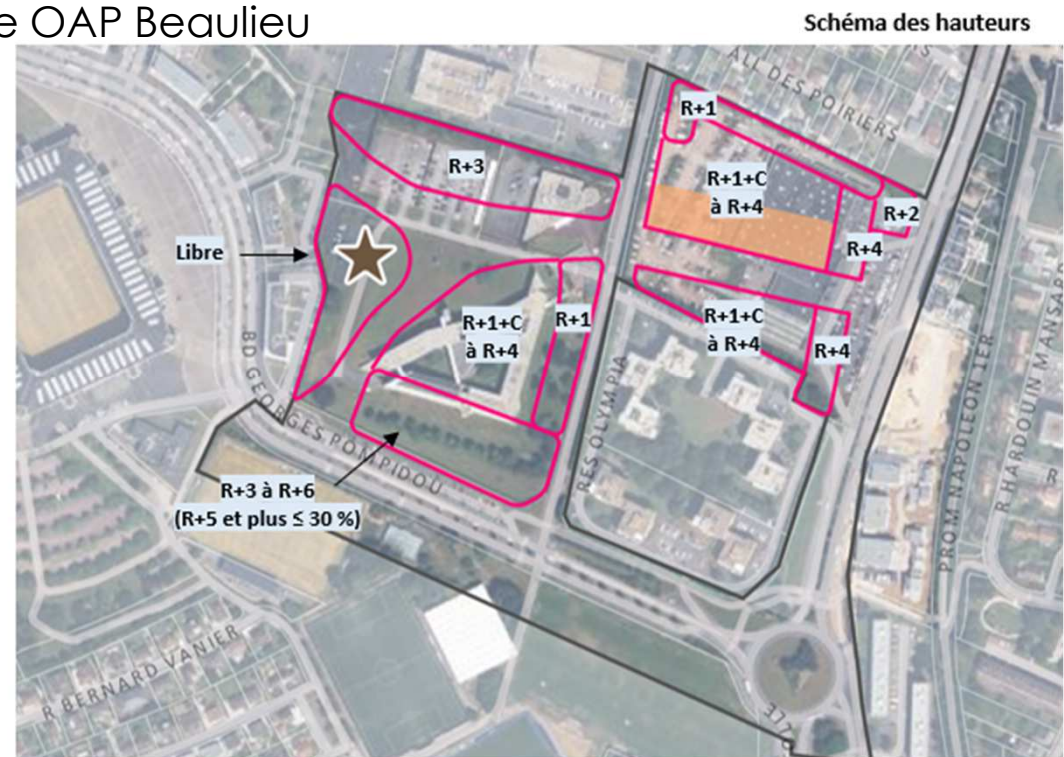 e OAP Beaulieu
Schéma des hauteurs
ALL DES POIRIERS
R+1
R+3
R+1+C
à R+4
R+2
R+4
Libre
R+1+C
à R+4
R+1
R+1+C
à R+4
R+4
BD GEORGES POMPIDOU
RES OLYMPIA
PROM NAPOLEON 1ER
R HARDOUIN MANS
R+3 à R+6
(R+5 et plus ≤ 30 %)
R BERNARD VANIER